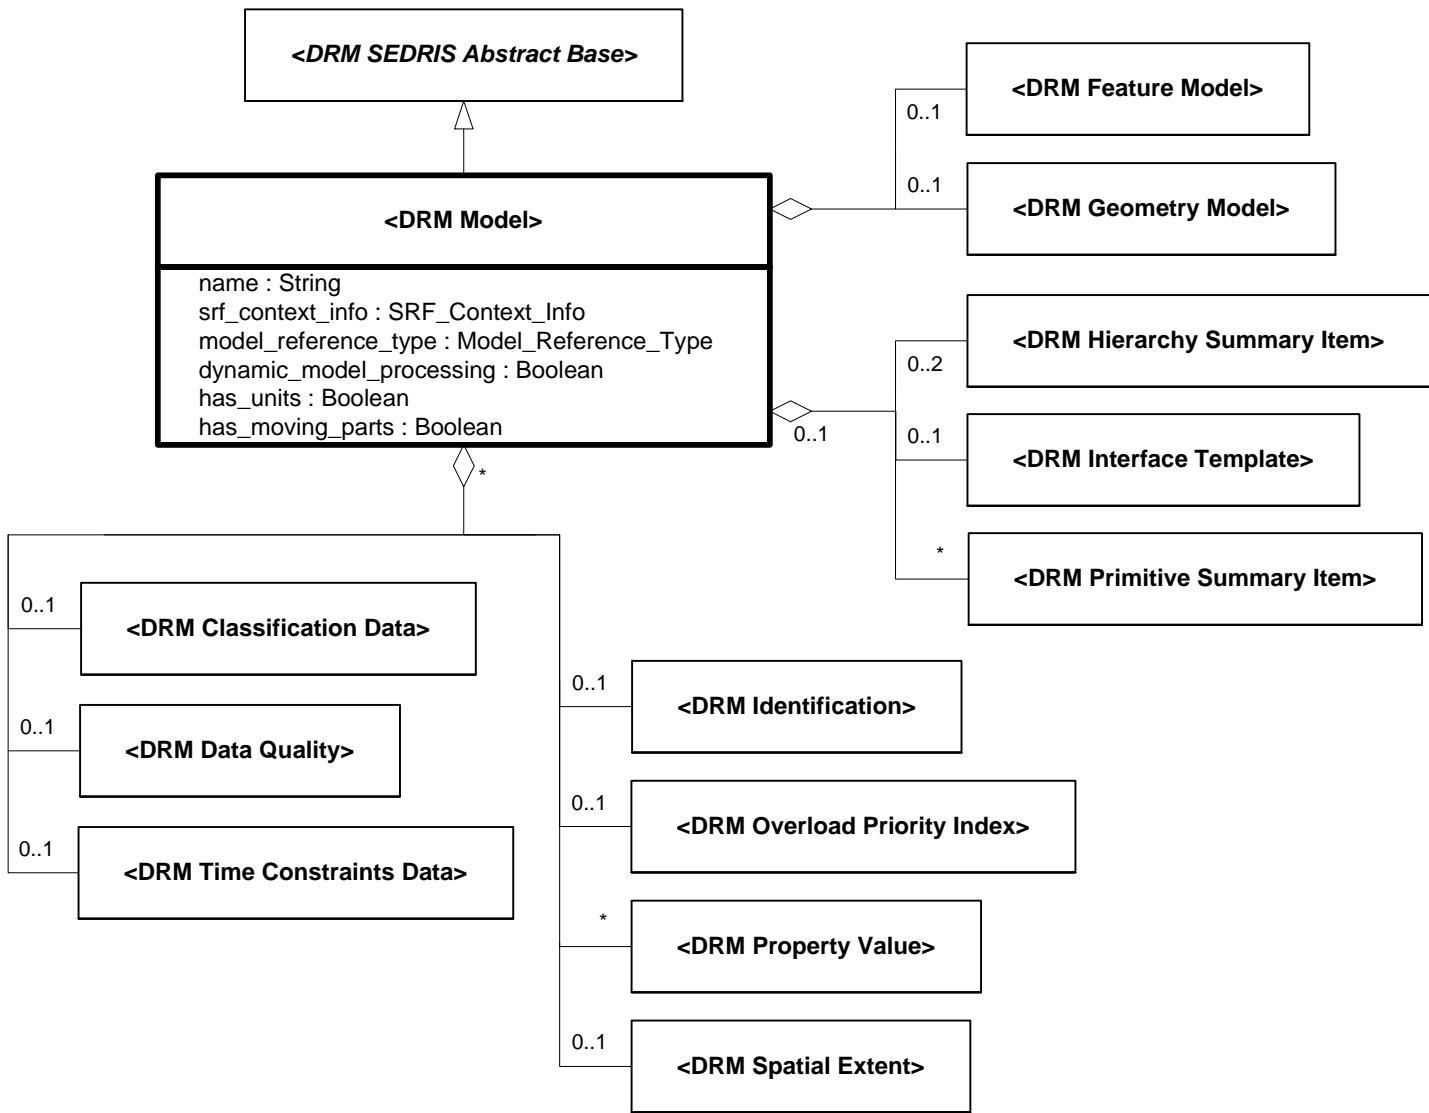 <DRM SEDRIS Abstract Base>
<DRM Feature Model>
0..1
<DRM Model>
0..1
<DRM Geometry Model>
name : String
srf_context_info : SRF_Context_Info
model_reference_type : Model_Reference_Type
dynamic_model_processing : Boolean
has_units : Boolean
has_moving_parts : Boolean
0..1
<DRM Hierarchy Summary Item>
0..2
0..1
<DRM Interface Template>
*
<DRM Primitive Summary Item>
*
0..1
<DRM Classification Data>
0..1
<DRM Data Quality>
0..1
<DRM Time Constraints Data>
0..1
<DRM Identification>
0..1
<DRM Overload Priority Index>
*
<DRM Property Value>
0..1
<DRM Spatial Extent>